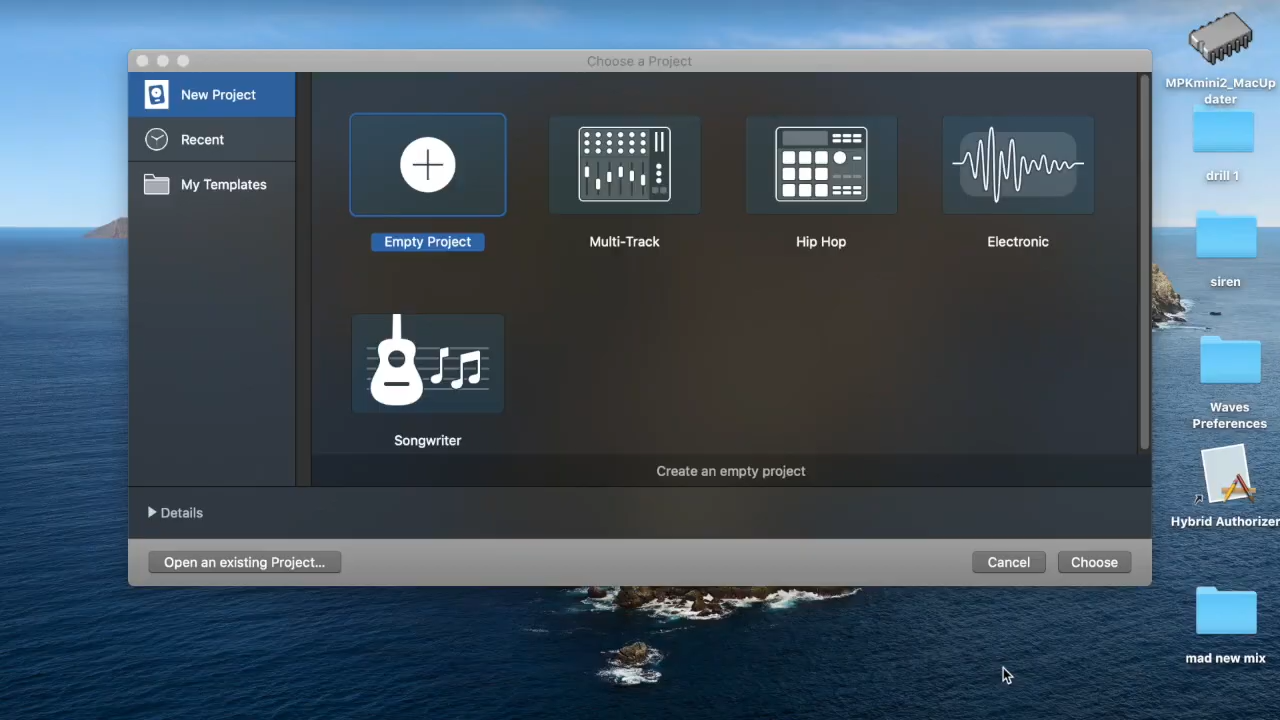 Choose a Project
New Project
Recent
My Templates
Empty Project
Multi-Track
Hip Hop
Electronic
Songwriter
Create an empty project
Details
Open an existing Project...
Cancel
Choose
MPKmini2_MacUp
dater
drill 1
siren
Waves
Preferences
Hybrid Authorizer
mad new mix